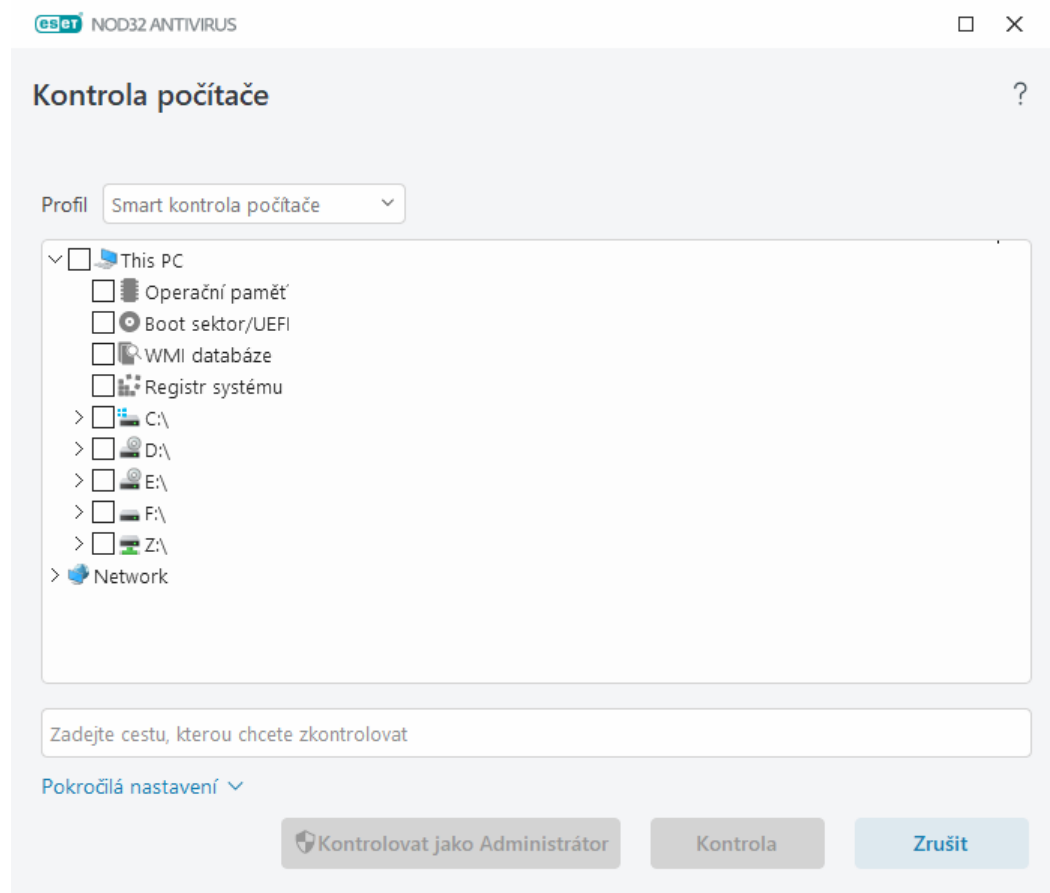 eset NOD32 ANTIVIRUS
Kontrola počítače
?
Profil Smart kontrola počítače
This PC
Operační paměť
Boot sektor/UEFI
WMI databáze
Registr systému
C:\
D:\
E:\
F:\
Z:\
Network
Zadejte cestu, kterou chcete zkontrolovat
Pokročilá nastavení
Kontrolovat jako Administrátor Kontrola Zrušit